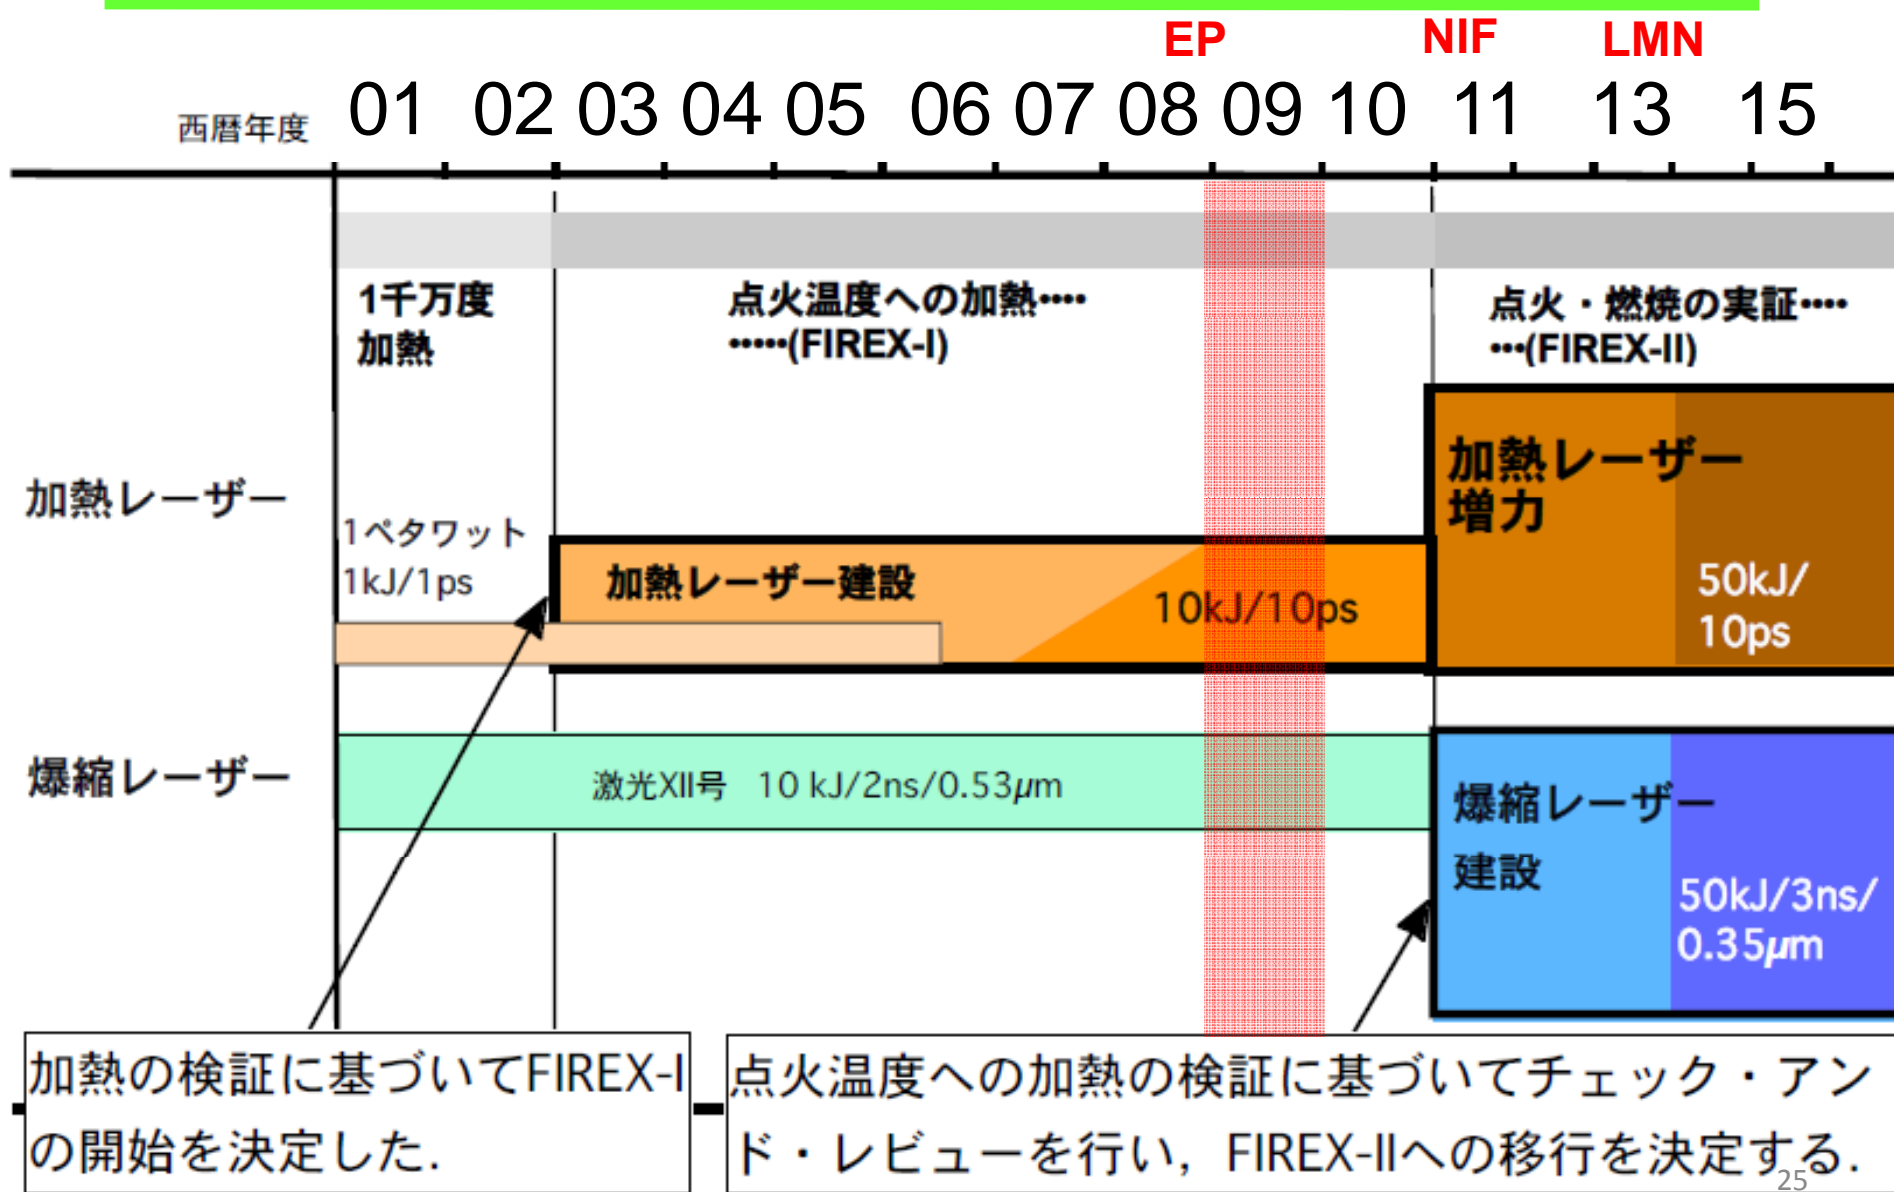 EP NIF LMN
西暦年度 01 02 03 04 05 06 07 08 09 10 11 13 15
1千万度
加熱
点火温度への加熱••••
•••••(FIREX-I)
点火・燃焼の実証••••
•••(FIREX-II)
加熱レーザー
1ペタワット
1kJ/1ps
加熱レーザー建設
10kJ/10ps
加熱レーザー
増力
50kJ/
10ps
爆縮レーザー
激光XII号 10 kJ/2ns/0.53μm
爆縮レーザー
建設
50kJ/3ns/
0.35μm
加熱の検証に基づいてFIREX-I
の開始を決定した.
点火温度への加熱の検証に基づいてチェック・アン
ド・レビューを行い, FIREX-IIへの移行を決定する.
25